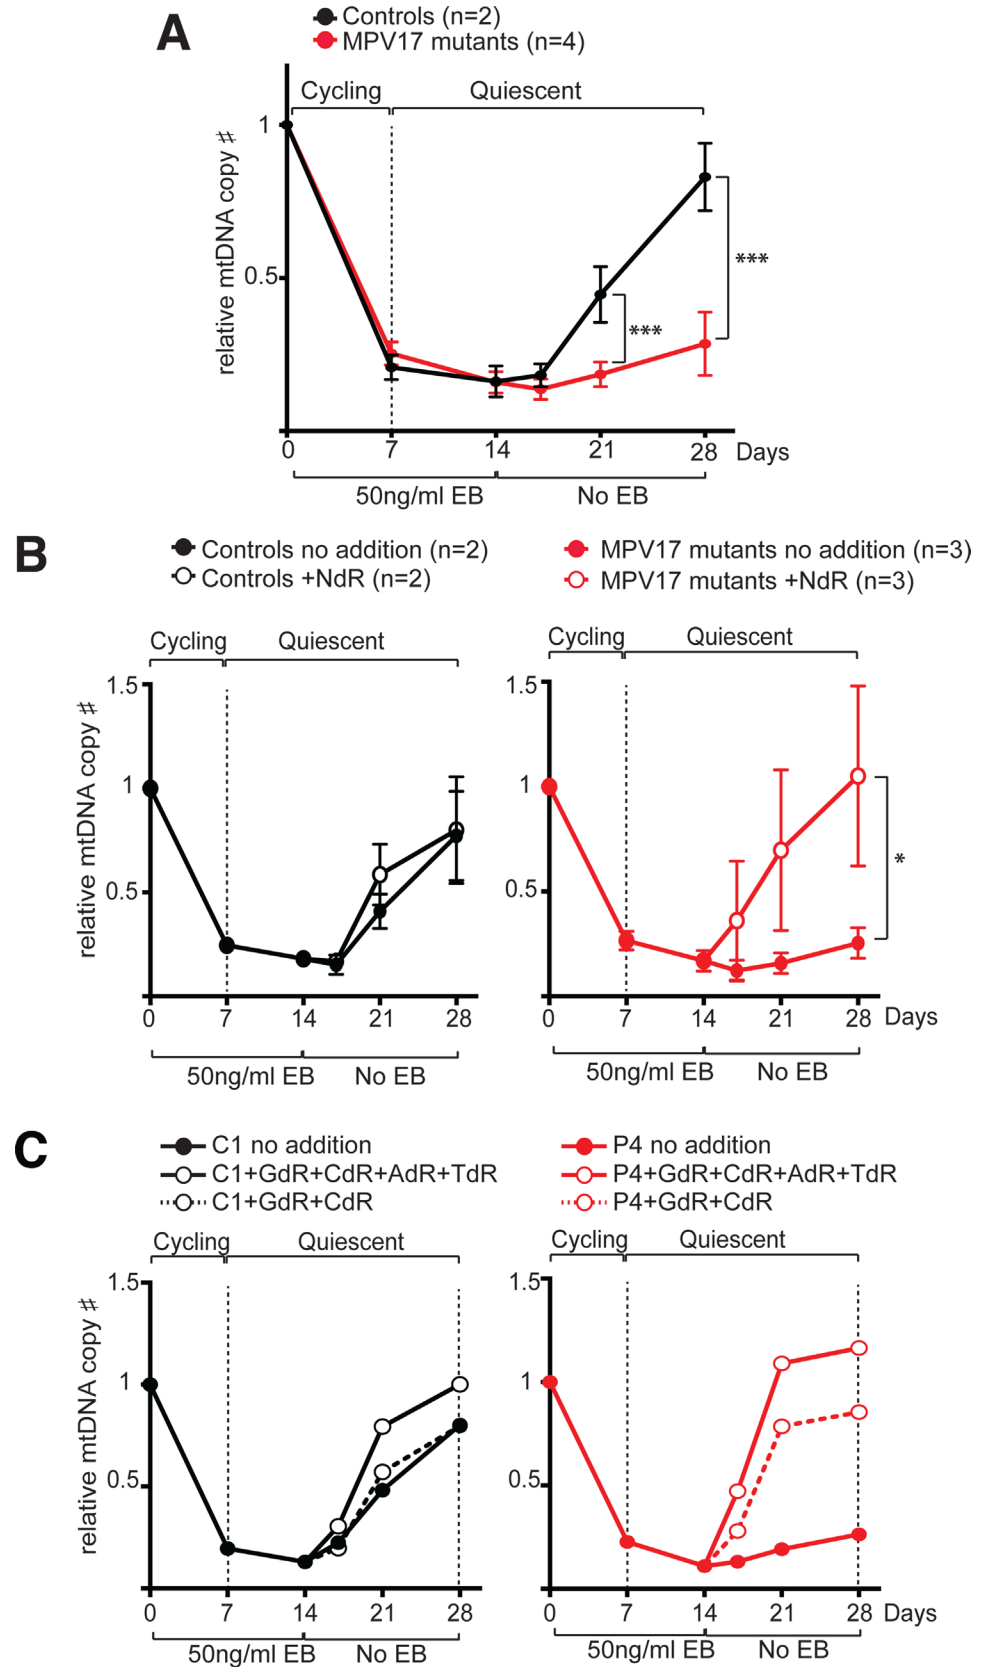 A
Controls (n=2)
MPV17 mutants (n=4)
Cycling Quiescent
relative mtDNA copy #
1
0.5
***
***
0 7 14 21 28 Days
50ng/ml EB No EB
B
Controls no addition (n=2)
Controls +NdR (n=2)
MPV17 mutants no addition (n=3)
MPV17 mutants +NdR (n=3)
Cycling Quiescent
relative mtDNA copy #
1.5
1
0.5
0 7 14 21 28
50ng/ml EB No EB
Cycling Quiescent
1.5
1
0.5
*
0 7 14 21 28 Days
50ng/ml EB No EB
C
C1 no addition
C1+GdR+CdR+AdR+TdR
C1+GdR+CdR
P4 no addition
P4+GdR+CdR+AdR+TdR
P4+GdR+CdR
Cycling Quiescent
relative mtDNA copy #
1.5
1
0.5
0 7 14 21 28
50ng/ml EB No EB
Cycling Quiescent
1.5
1
0.5
0 7 14 21 28 Days
50ng/ml EB No EB